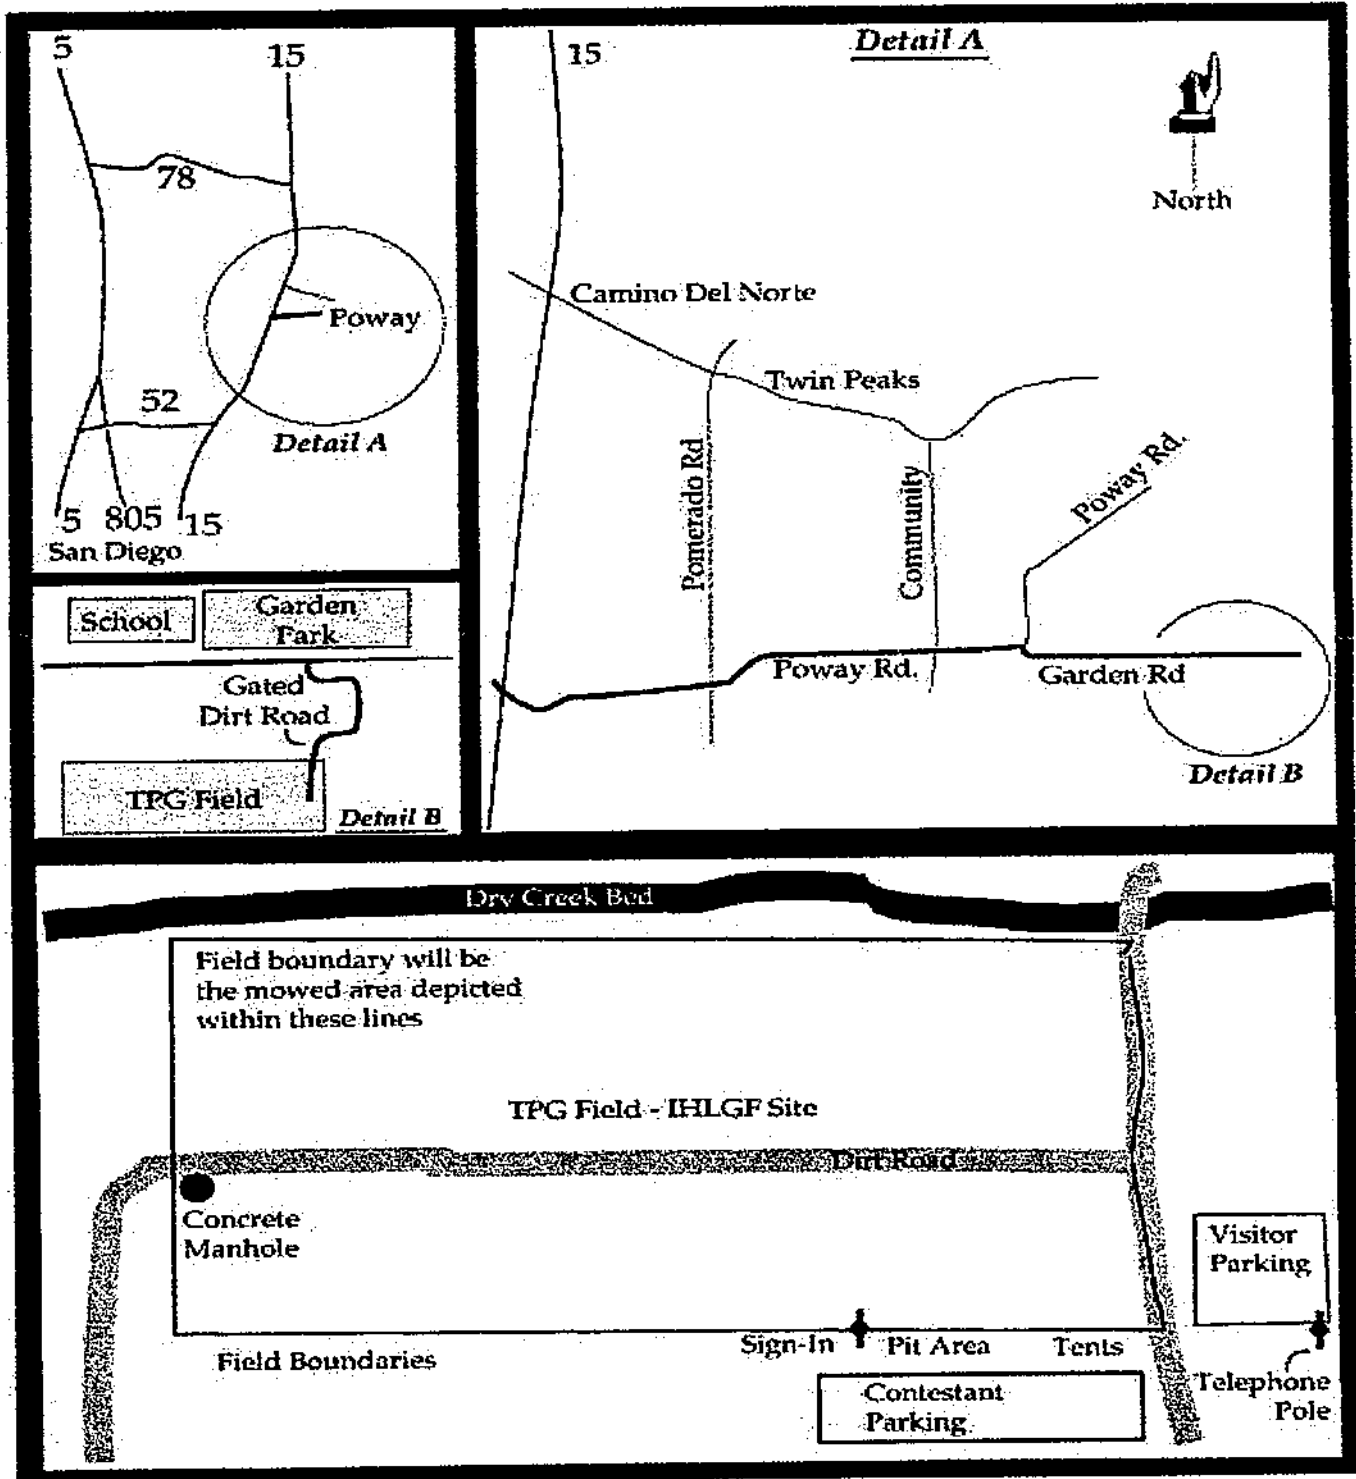 5
15
78
Poway
52
Detail A
5
805
15
San Diego
Detail A
15
North
Camino Del Norte
Twin Peaks
Pomerado Rd
Community
Poway Rd.
Poway Rd.
Garden Rd
Detail B
School
Garden
Park
Gated
Dirt Road
TPG Field
Detail B
Dry Creek Bed
Field boundary will be
the mowed area depicted
within these lines
TPG Field - IHLGF Site
Dirt Road
Concrete
Manhole
Visitor
Parking
Sign-In
Pit Area
Tents
Field Boundaries
Telephone
Pole
Contestant
Parking